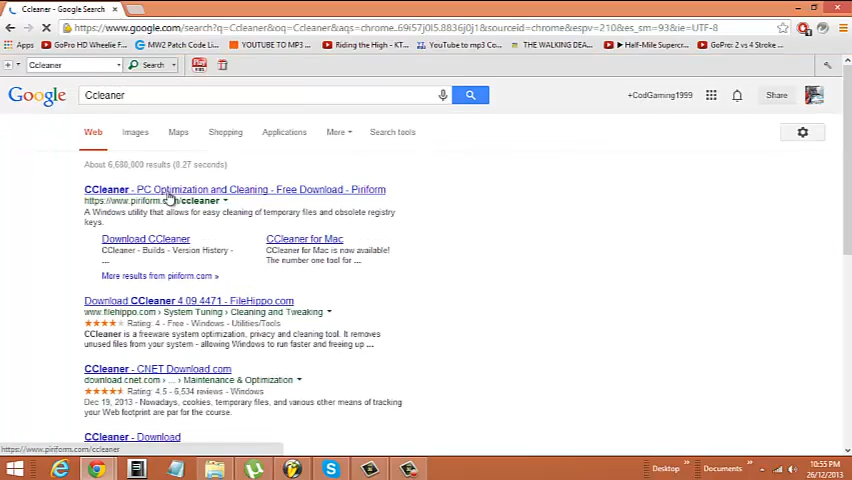 Ccleaner - Google Search
https://www.google.com/search?q=Ccleaner&oq=Ccleaner&aqs=chrome..69i57j0l5.8836j0j1&sourceid=chrome&espv=210&es_sm=93&ie=UTF-8
Apps GoPro HD Wheelie F... MW2 Patch Code Li... YOUTUBE TO MP3 ... Riding the High - KT... YouTube to mp3 Co... THE WALKING DEA... ▶ Half-Mile Supercr... GoPro: 2 v 4 Stroke ...
Ccleaner Search
Google Ccleaner +CodGaming1999 Share
Web Images Maps Shopping Applications More Search tools
About 6,680,000 results (0.27 seconds)
CCleaner - PC Optimization and Cleaning - Free Download - Piriform
https://www.piriform.com/ccleaner
A Windows utility that allows for easy cleaning of temporary files and obsolete registry
keys.
Download CCleaner CCleaner for Mac
CCleaner - Builds - Version History - CCleaner for Mac is now available!
... The number one tool for ...
More results from piriform.com »
Download CCleaner 4.09.4471 - FileHippo.com
www.filehippo.com › System Tuning › Cleaning and Tweaking
Rating: 4 - Free - Windows - Utilities/Tools
CCleaner is a freeware system optimization, privacy and cleaning tool. It removes
unused files from your system - allowing Windows to run faster and freeing up ...
CCleaner - CNET Download.com
download.cnet.com › ... › Maintenance & Optimization
Rating: 4.5 - 6,534 reviews - Windows
Dec 19, 2013 - Nowadays, cookies, temporary files, and various other means of tracking
your Web footprint are par for the course.
CCleaner - Download
https://www.piriform.com/ccleaner
Desktop Documents 10:55 PM
26/12/2013